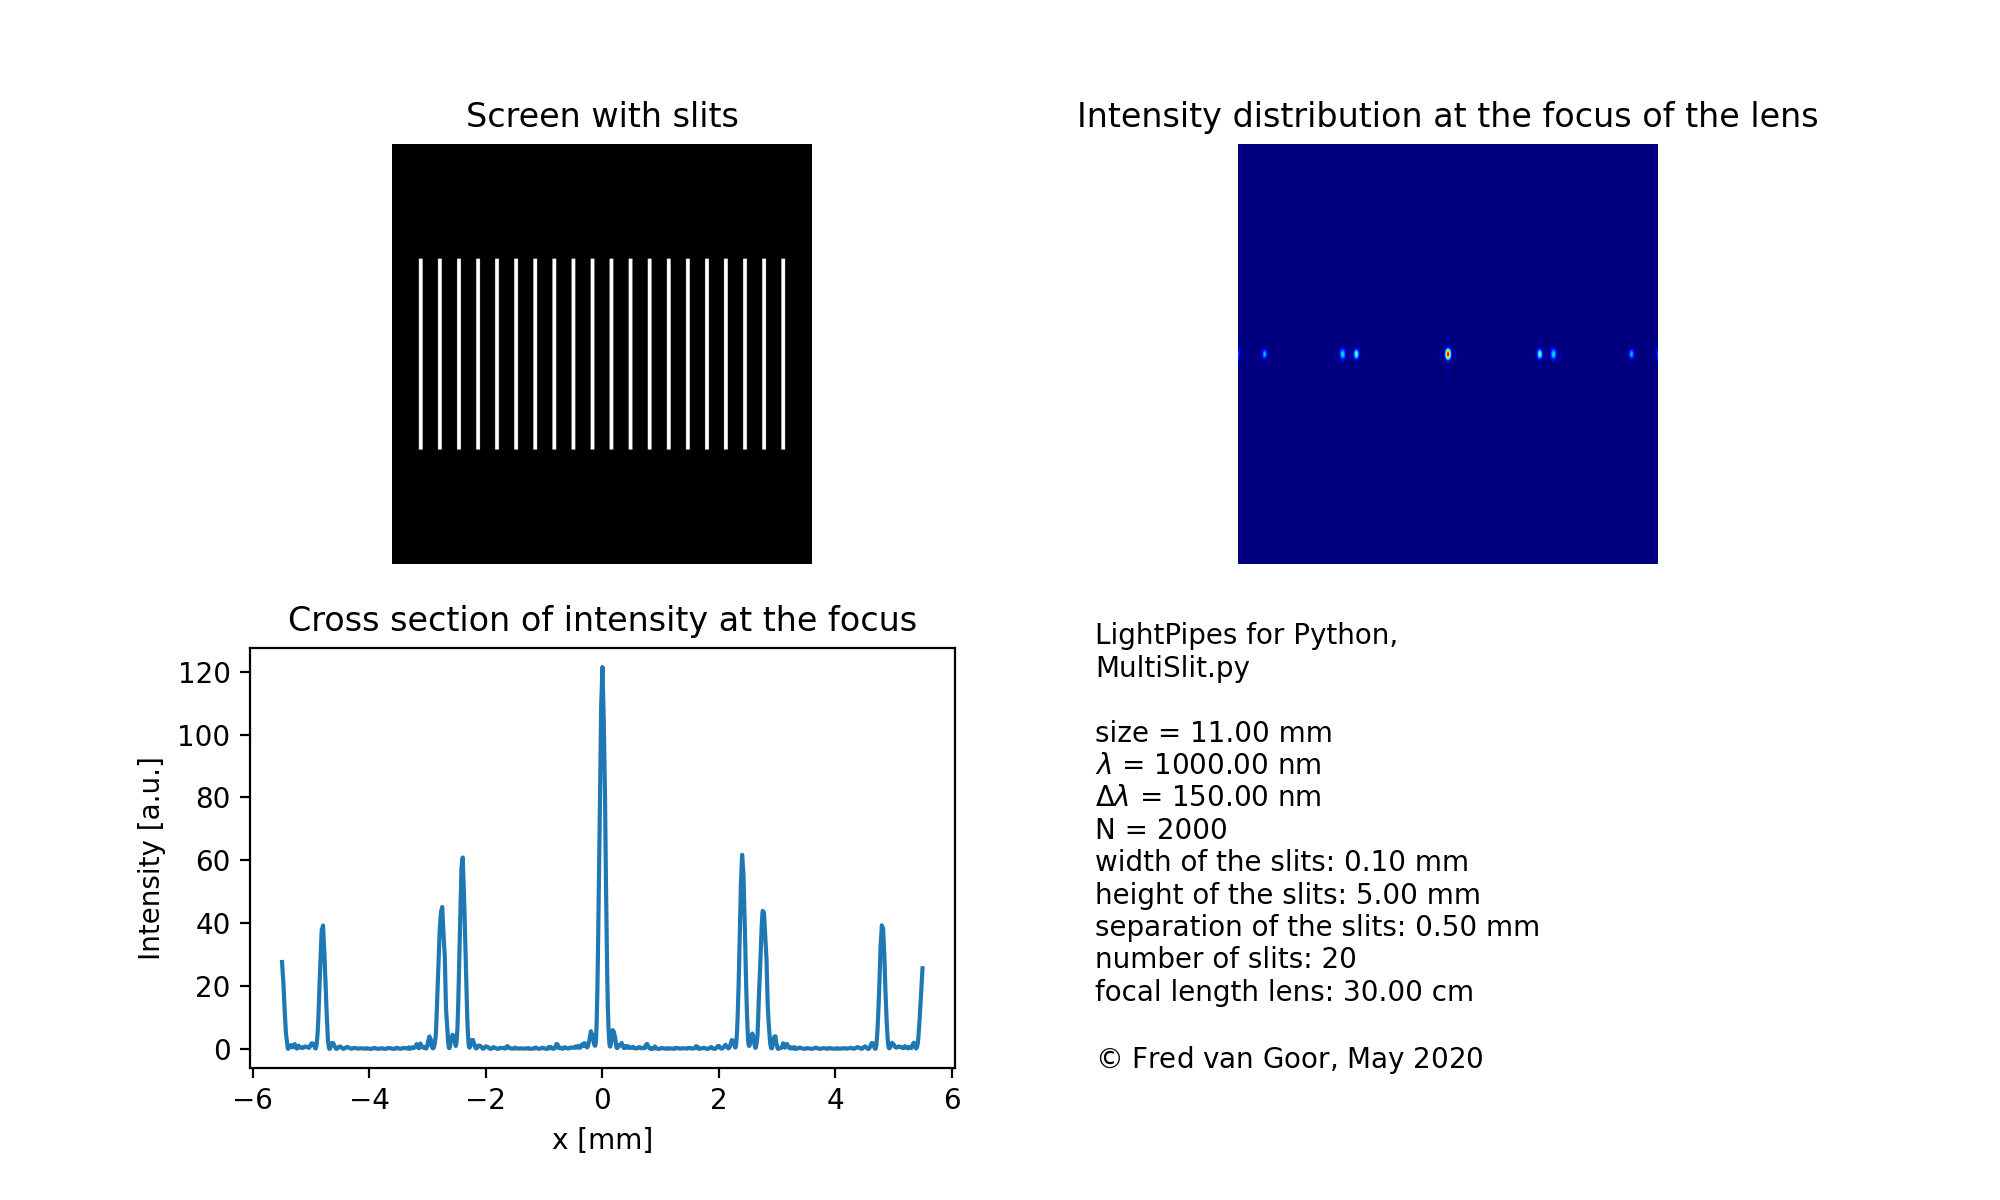 Screen with slits
Intensity distribution at the focus of the lens
Cross section of intensity at the focus
120
100
80
60
40
20
0
Intensity [a.u.]
−6 −4 −2 0 2 4 6
x [mm]
LightPipes for Python,
MultiSlit.py
size = 11.00 mm
λ = 1000.00 nm
Δλ = 150.00 nm
N = 2000
width of the slits: 0.10 mm
height of the slits: 5.00 mm
separation of the slits: 0.50 mm
number of slits: 20
focal length lens: 30.00 cm
© Fred van Goor, May 2020